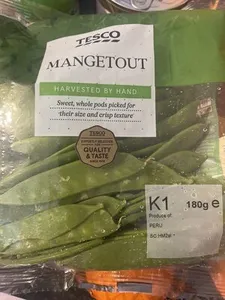 TESCO
MANGETOUT
HARVESTED BY HAND
Sweet, whole pods picked for
their size and crisp texture
TESCO
QUALITY
& TASTE
K1
180g e
Produce of:
PERU